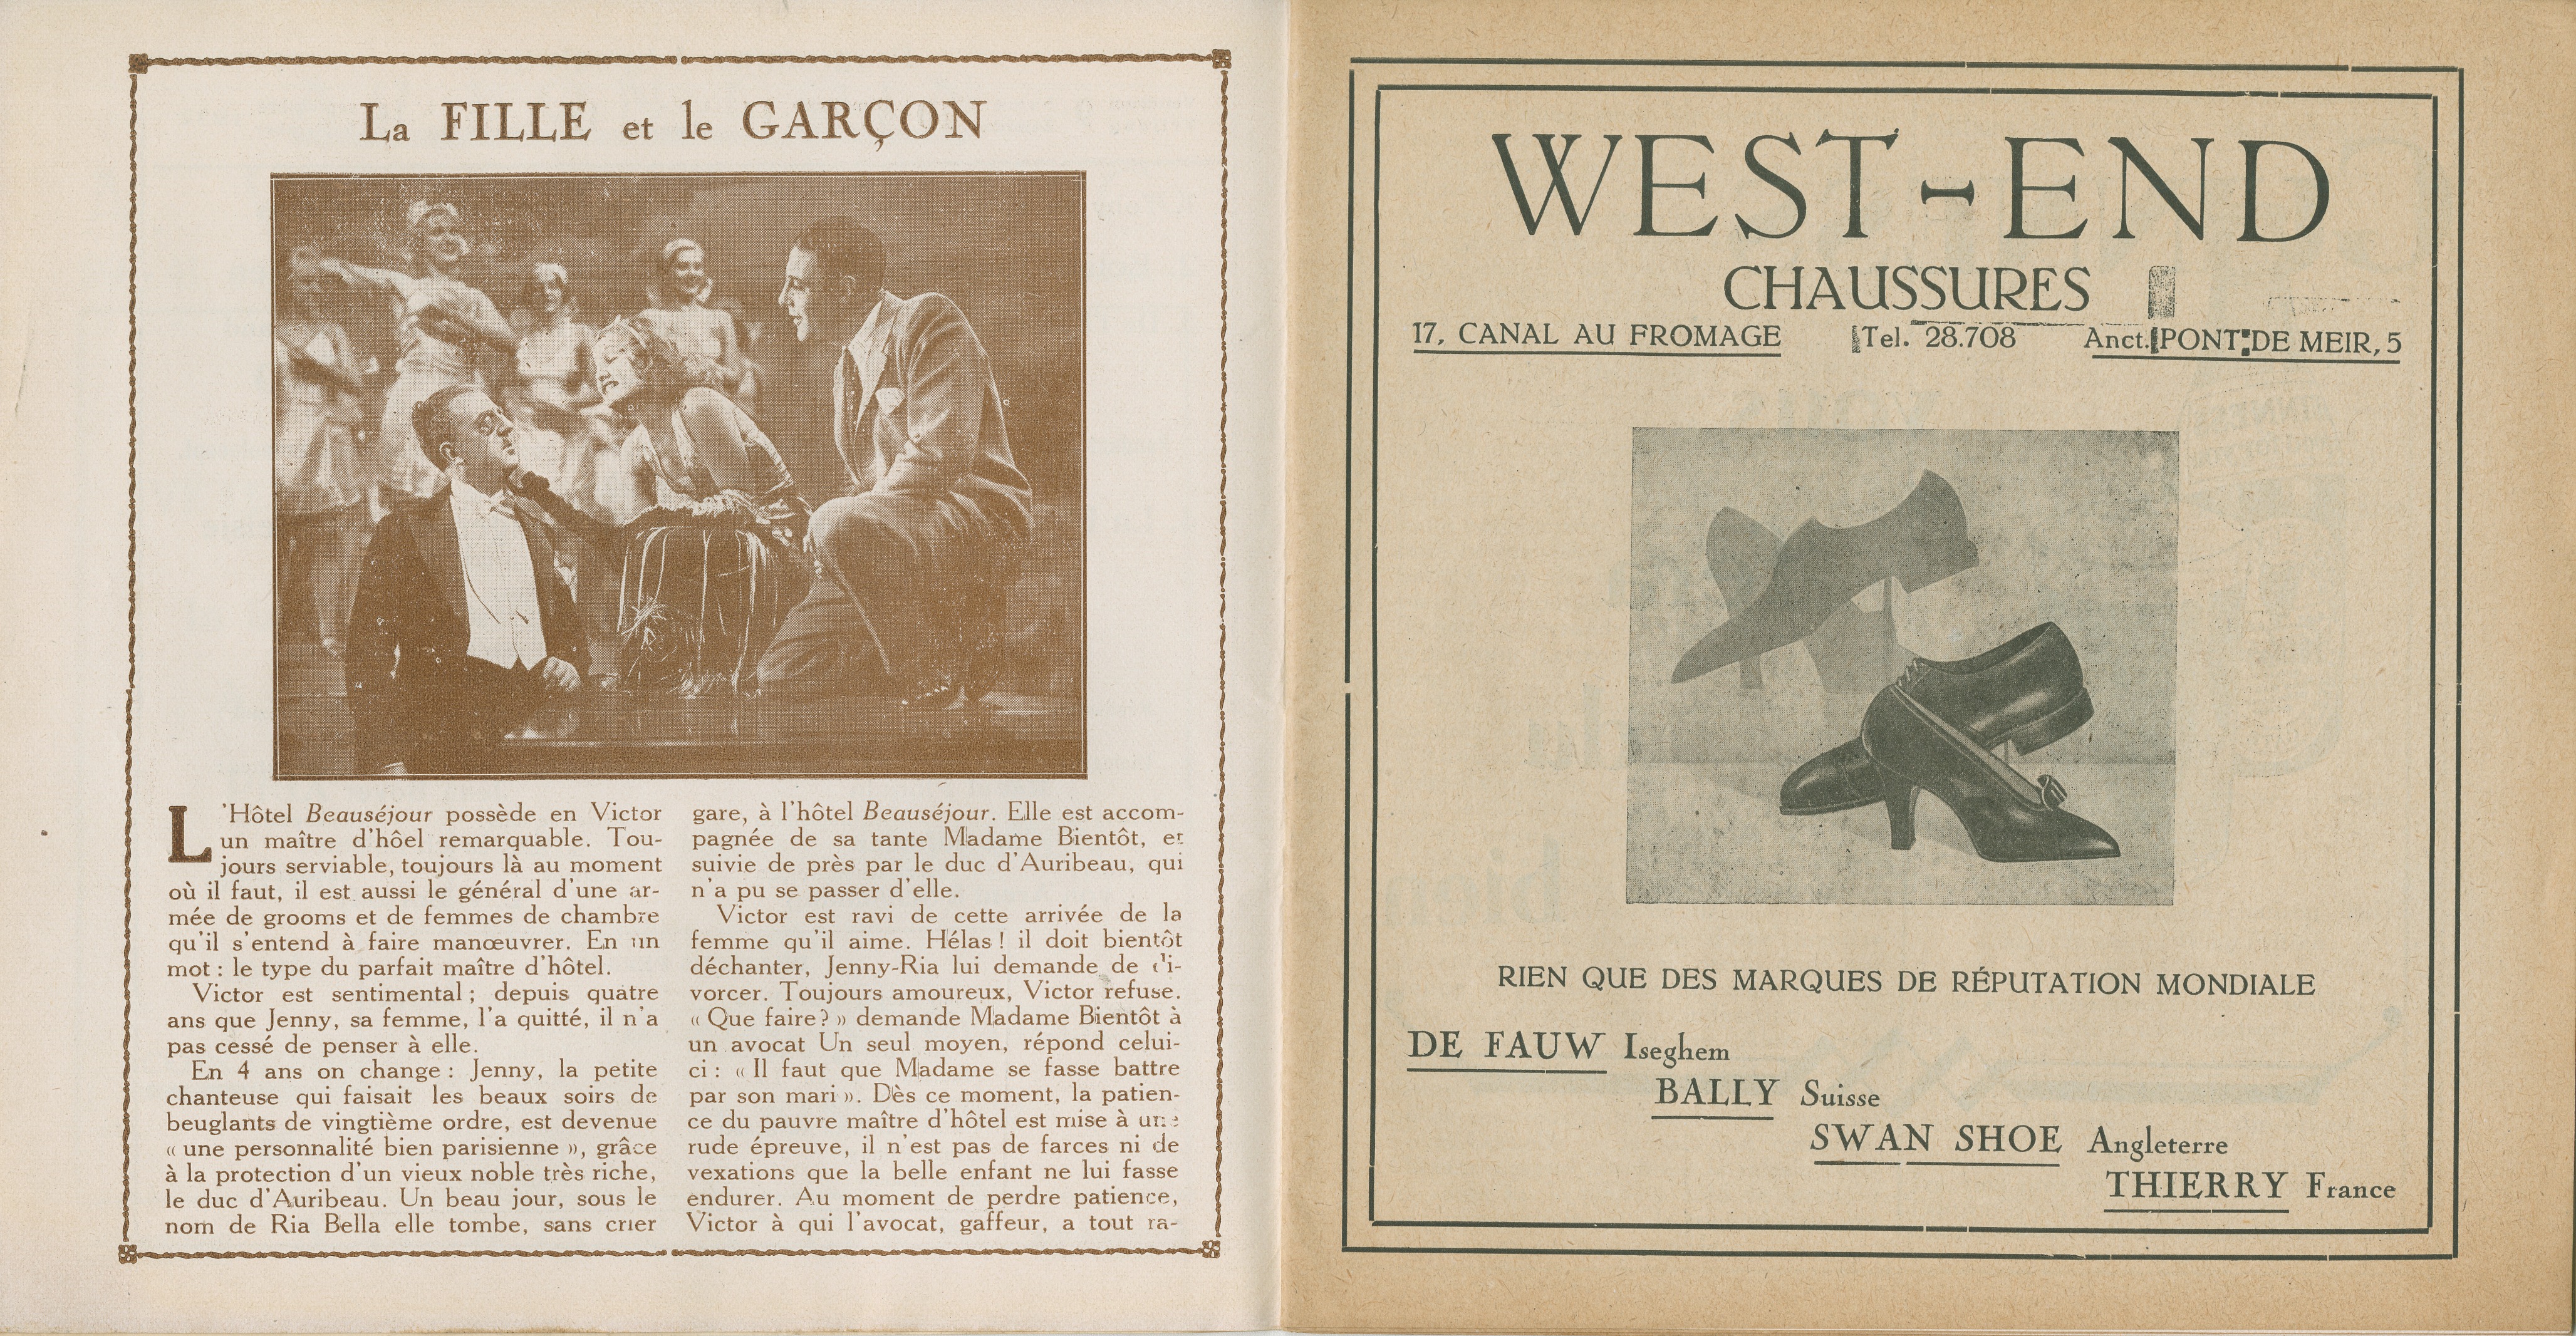 La FILLE et le GARÇON
L'Hôtel Beauséjour possède en Victor
un maître d'hôel remarquable. Tou-
jours serviable, toujours là au moment
où il faut, il est aussi le général d'une ar-
mée de grooms et de femmes de chambre
qu'il s'entend à faire manœuvrer. En un
mot : le type du parfait maître d'hôtel.
Victor est sentimental ; depuis quatre
ans que Jenny, sa femme, l'a quitté, il n'a
pas cessé de penser à elle.
En 4 ans on change : Jenny, la petite
chanteuse qui faisait les beaux soirs de
beuglants de vingtième ordre, est devenue
« une personnalité bien parisienne », grâce
à la protection d'un vieux noble très riche,
le duc d'Auribeau. Un beau jour, sous le
nom de Ria Bella elle tombe, sans crier
gare, à l'hôtel Beauséjour. Elle est accom-
pagnée de sa tante Madame Bientôt, et
suivie de près par le duc d'Auribeau, qui
n'a pu se passer d'elle.
Victor est ravi de cette arrivée de la
femme qu'il aime. Hélas ! il doit bientôt
déchanter, Jenny-Ria lui demande de di-
vorcer. Toujours amoureux, Victor refuse.
« Que faire ? » demande Madame Bientôt à
un avocat Un seul moyen, répond celui-
ci : « Il faut que Madame se fasse battre
par son mari ». Dès ce moment, la patien-
ce du pauvre maître d'hôtel est mise à une
rude épreuve, il n'est pas de farces ni de
vexations que la belle enfant ne lui fasse
endurer. Au moment de perdre patience,
Victor à qui l'avocat, gaffeur, a tout ra-
WEST-END
CHAUSSURES
17, CANAL AU FROMAGE Tel. 28.708 Anct. PONT DE MEIR, 5
RIEN QUE DES MARQUES DE RÉPUTATION MONDIALE
DE FAUW Iseghem
BALLY Suisse
SWAN SHOE Angleterre
THIERRY France